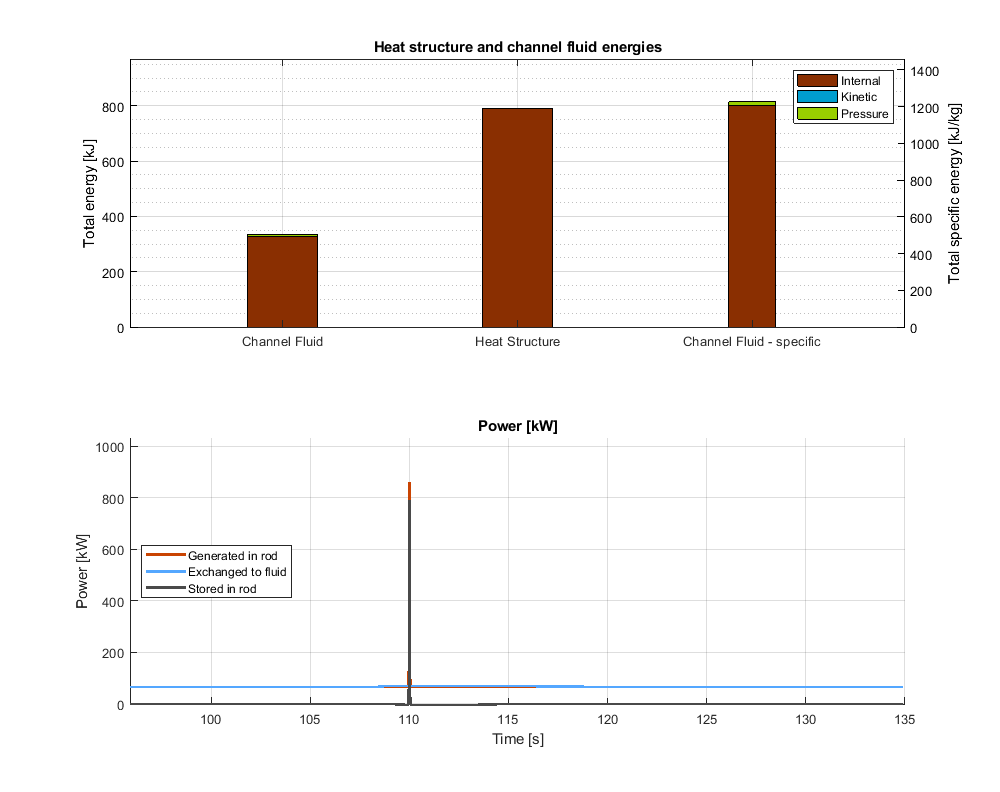 Heat structure and channel fluid energies
Total energy [kJ]
800
600
400
200
0
1400
1200
1000
800
600
400
200
0
Total specific energy [kJ/kg]
Internal
Kinetic
Pressure
Channel Fluid
Heat Structure
Channel Fluid - specific
Power [kW]
Power [kW]
1000
800
600
400
200
0
Generated in rod
Exchanged to fluid
Stored in rod
100
105
110
115
120
125
130
135
Time [s]